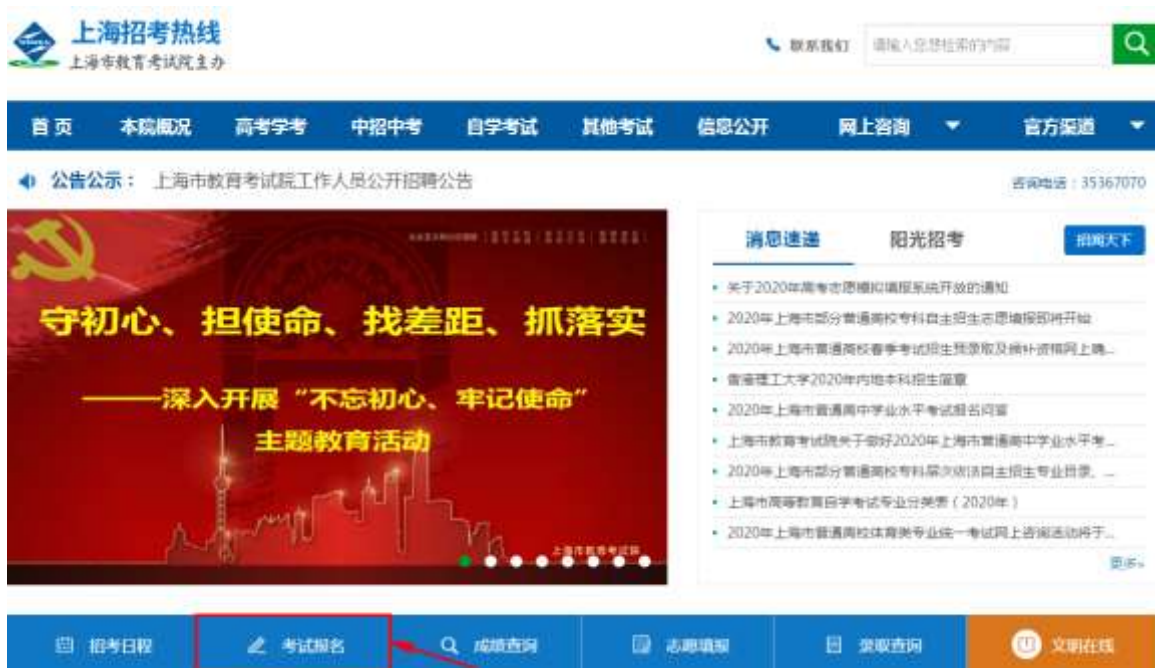 上海招考热线
上海市教育考试院主办
联系我们
请输入您想检索的内容
首页 本院概况 高考学考 中招中考 自学考试 其他考试 信息公开 网上咨询 官方渠道
公告公示： 上海市教育考试院工作人员公开招聘公告
咨询电话：35367070
守初心、担使命、找差距、抓落实
——深入开展“不忘初心、牢记使命”
主题教育活动
上海市教育考试院
消息速递 阳光招考 招闻天下
关于2020年高考志愿模拟填报系统开放的通知
2020年上海市部分普通高校专科自主招生志愿填报即将开始
2020年上海市普通高校春季考试招生预录取及候补资格网上确...
香港理工大学2020年内地本科招生简章
2020年上海市普通高中学业水平考试报名问答
上海市教育考试院关于做好2020年上海市普通高中学业水平考...
2020年上海市部分普通高校专科层次依法自主招生专业目录、...
上海市高等教育自学考试专业分类表（2020年）
2020年上海市普通高校体育类专业统一考试网上咨询活动将于...
更多»
招考日程 考试报名 成绩查询 志愿填报 录取查询 文明在线